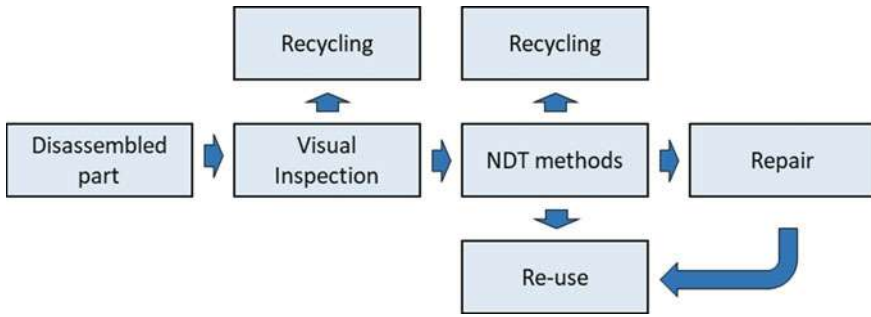 Recycling
Recycling
Disassembled
part
Visual
Inspection
NDT methods
Repair
Re-use